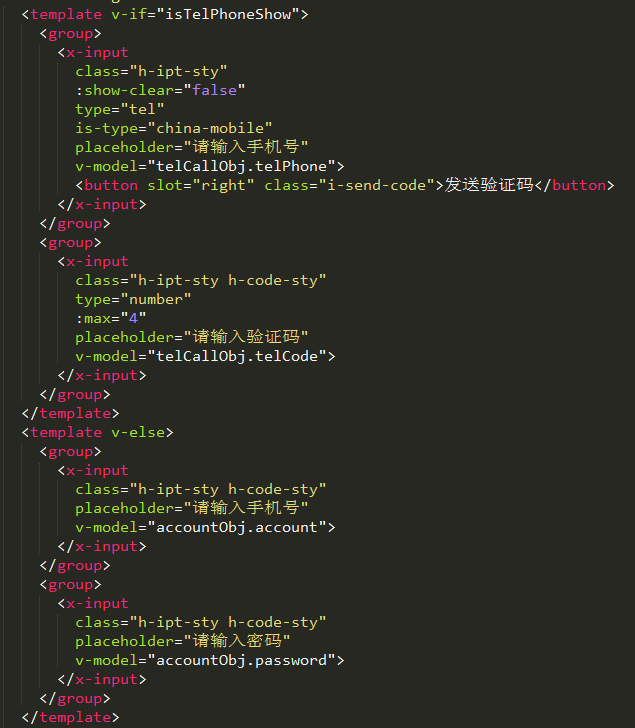 <template v-if="isTelPhoneShow">
<group>
<x-input
class="h-ipt-sty"
:show-clear="false"
type="tel"
is-type="china-mobile"
placeholder="请输入手机号"
v-model="telCallObj.telPhone">
<button slot="right" class="i-send-code">发送验证码</button>
</x-input>
</group>
<group>
<x-input
class="h-ipt-sty h-code-sty"
type="number"
:max="4"
placeholder="请输入验证码"
v-model="telCallObj.telCode">
</x-input>
</group>
</template>
<template v-else>
<group>
<x-input
class="h-ipt-sty h-code-sty"
placeholder="请输入手机号"
v-model="accountObj.account">
</x-input>
</group>
<group>
<x-input
class="h-ipt-sty h-code-sty"
placeholder="请输入密码"
v-model="accountObj.password">
</x-input>
</group>
</template>